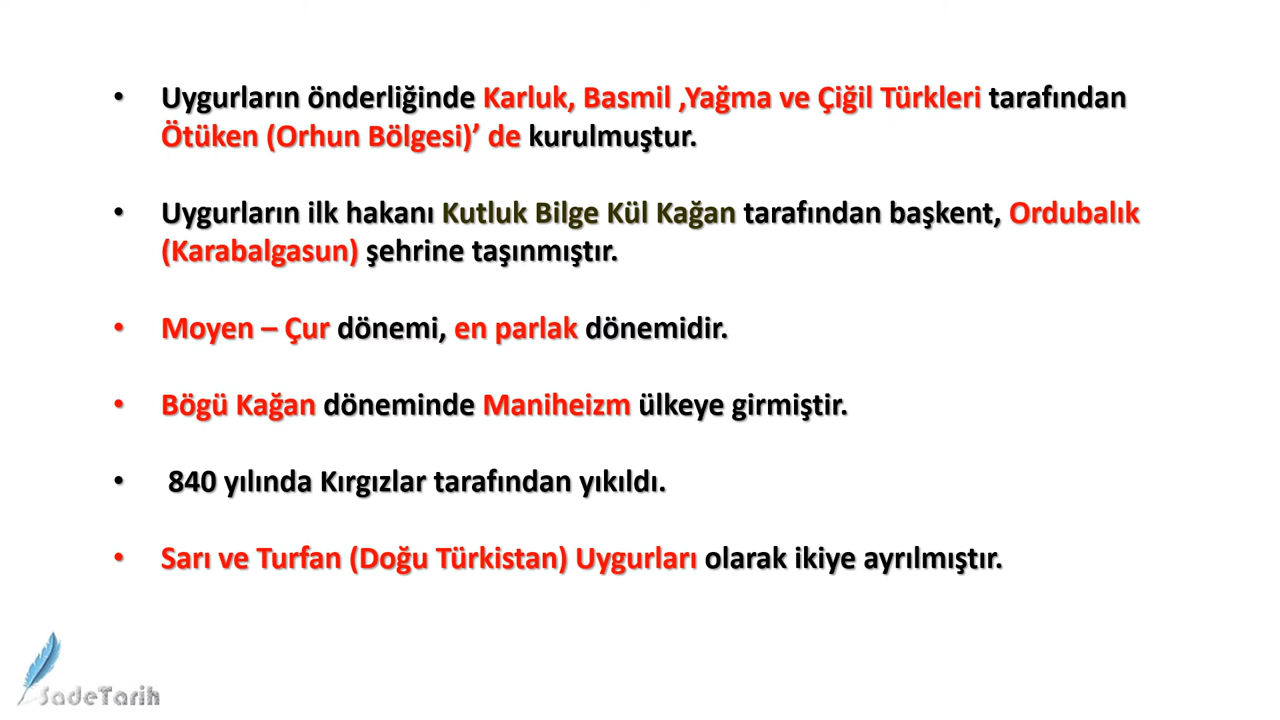 • Uygurların önderliğinde Karluk, Basmil ,Yağma ve Çiğil Türkleri tarafından
Ötüken (Orhun Bölgesi)’ de kurulmuştur.
• Uygurların ilk hakanı Kutluk Bilge Kül Kağan tarafından başkent, Ordubalık
(Karabalgasun) şehrine taşınmıştır.
• Moyen – Çur dönemi, en parlak dönemidir.
• Bögü Kağan döneminde Maniheizm ülkeye girmiştir.
• 840 yılında Kırgızlar tarafından yıkıldı.
• Sarı ve Turfan (Doğu Türkistan) Uygurları olarak ikiye ayrılmıştır.
SadeTarih